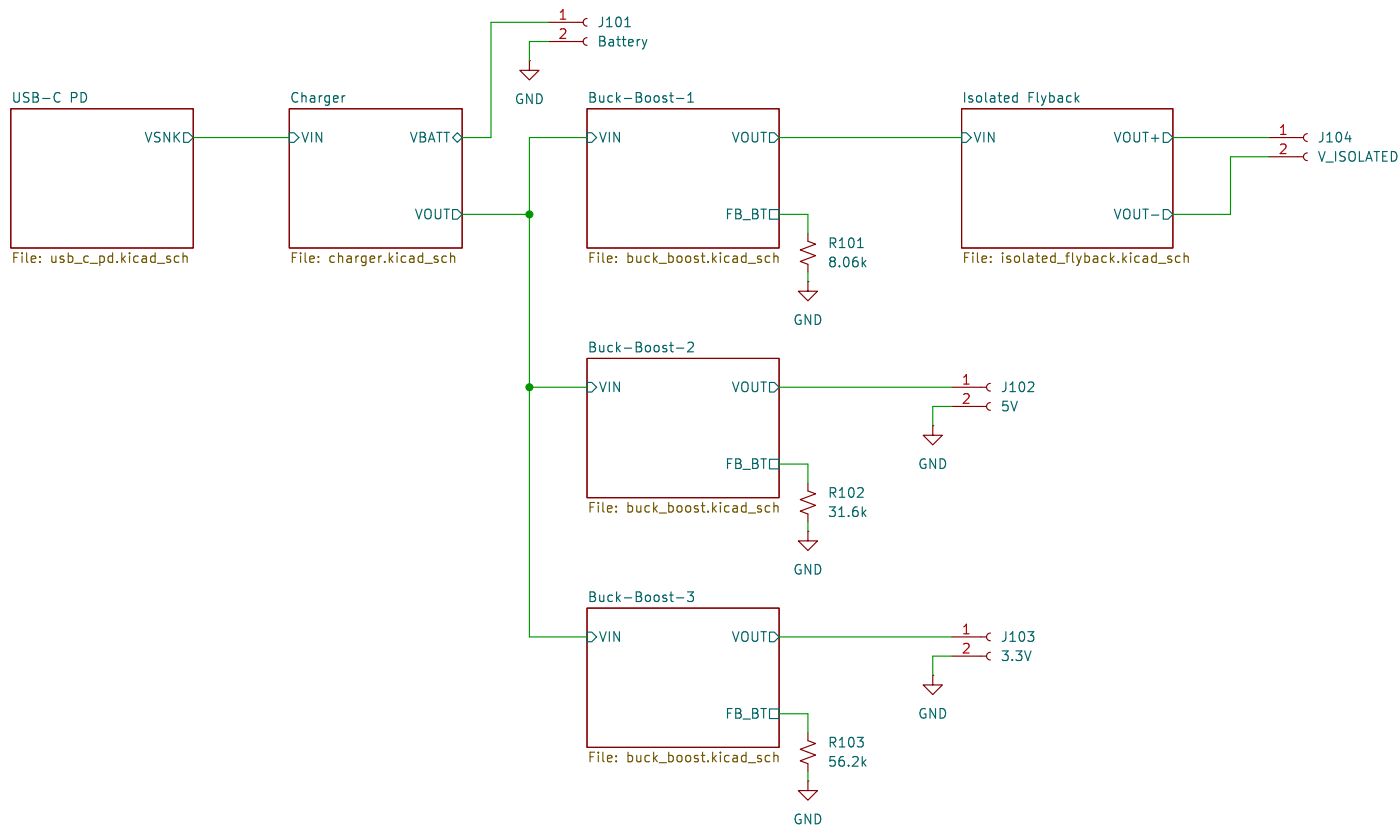 1 J101
2 Battery
GND
USB-C PD
VSNK
File: usb_c_pd.kicad_sch
Charger
VIN VBATT
VOUT
File: charger.kicad_sch
Buck-Boost-1
VIN VOUT
FB_BT
File: buck_boost.kicad_sch
R101
8.06k
GND
Isolated Flyback
VIN VOUT+
VOUT-
File: isolated_flyback.kicad_sch
1 J104
2 V_ISOLATED
Buck-Boost-2
VIN VOUT
FB_BT
File: buck_boost.kicad_sch
R102
31.6k
GND
1 J102
2 5V
GND
Buck-Boost-3
VIN VOUT
FB_BT
File: buck_boost.kicad_sch
R103
56.2k
GND
1 J103
2 3.3V
GND